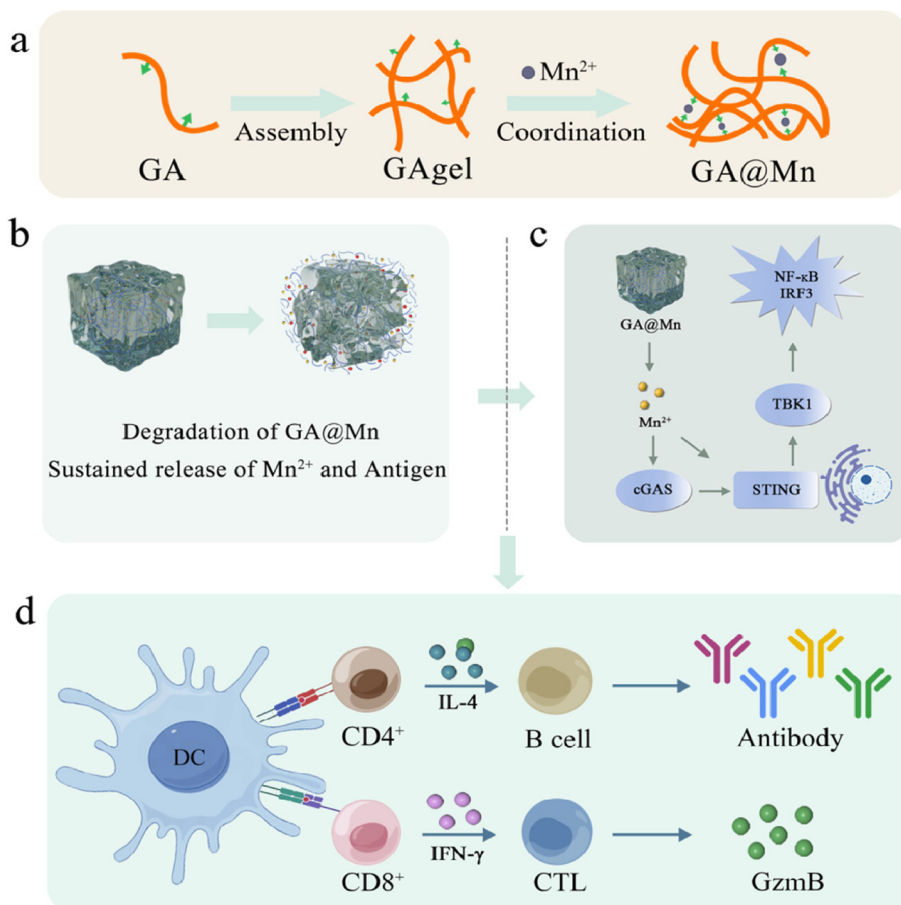 a
Mn²⁺
Assembly
Coordination
GA
GAgel
GA@Mn
b
Degradation of GA@Mn
Sustained release of Mn²⁺ and Antigen
c
NF-κB
IRF3
GA@Mn
TBK1
Mn²⁺
cGAS
STING
d
DC
CD4⁺
IL-4
B cell
Antibody
CD8⁺
IFN-γ
CTL
GzmB